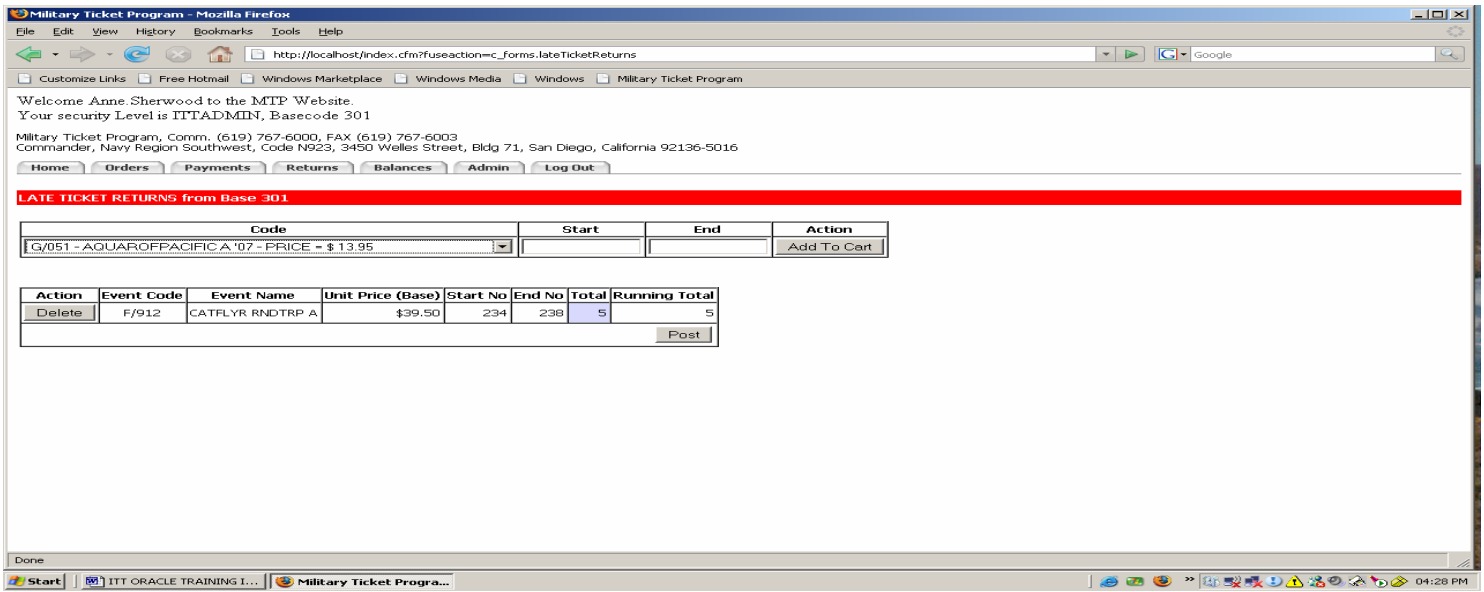 Military Ticket Program - Mozilla Firefox
File Edit View History Bookmarks Tools Help
http://localhost/index.cfm?fuseaction=c_forms.lateTicketReturns
G Google
Customize Links Free Hotmail Windows Marketplace Windows Media Windows Military Ticket Program
Welcome Anne.Sherwood to the MTP Website.
Your security Level is ITTADMIN, Basecode 301
Military Ticket Program, Comm. (619) 767-6000, FAX (619) 767-6003
Commander, Navy Region Southwest, Code N923, 3450 Welles Street, Bldg 71, San Diego, California 92136-5016
Home Orders Payments Returns Balances Admin Log Out
LATE TICKET RETURNS from Base 301
Code Start End Action
G/051 - AQUAROFPACIFIC A '07 - PRICE = $ 13.95 Add To Cart
Action Event Code Event Name Unit Price (Base) Start No End No Total Running Total
Delete F/912 CATFLYR RNDTRP A $39.50 234 238 5 5
Post
Done
Start ITT ORACLE TRAINING I... Military Ticket Progra... 04:28 PM